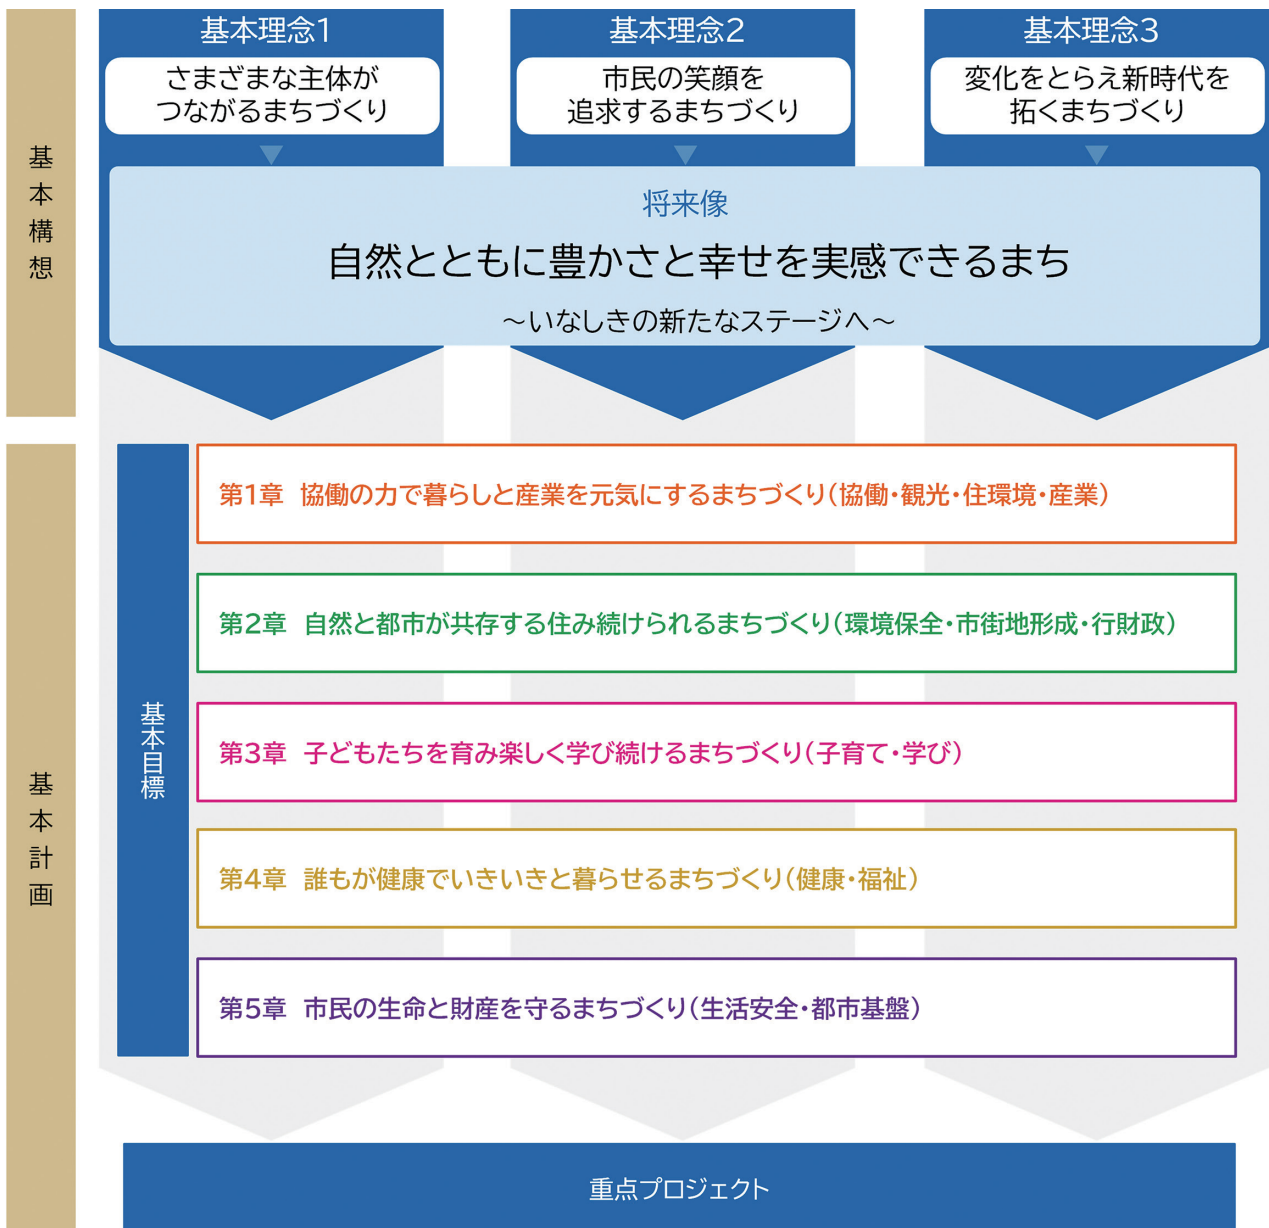 基本構想
基本理念1
さまざまな主体が
つながるまちづくり
基本理念2
市民の笑顔を
追求するまちづくり
基本理念3
変化をとらえ新時代を
拓くまちづくり
将来像
自然とともに豊かさと幸せを実感できるまち
～いなしきの新たなステージへ～
基本計画
基本目標
第1章 協働の力で暮らしと産業を元気にするまちづくり（協働・観光・住環境・産業）
第2章 自然と都市が共存する住み続けられるまちづくり（環境保全・市街地形成・行財政）
第3章 子どもたちを育み楽しく学び続けるまちづくり（子育て・学び）
第4章 誰もが健康でいきいきと暮らせるまちづくり（健康・福祉）
第5章 市民の生命と財産を守るまちづくり（生活安全・都市基盤）
重点プロジェクト